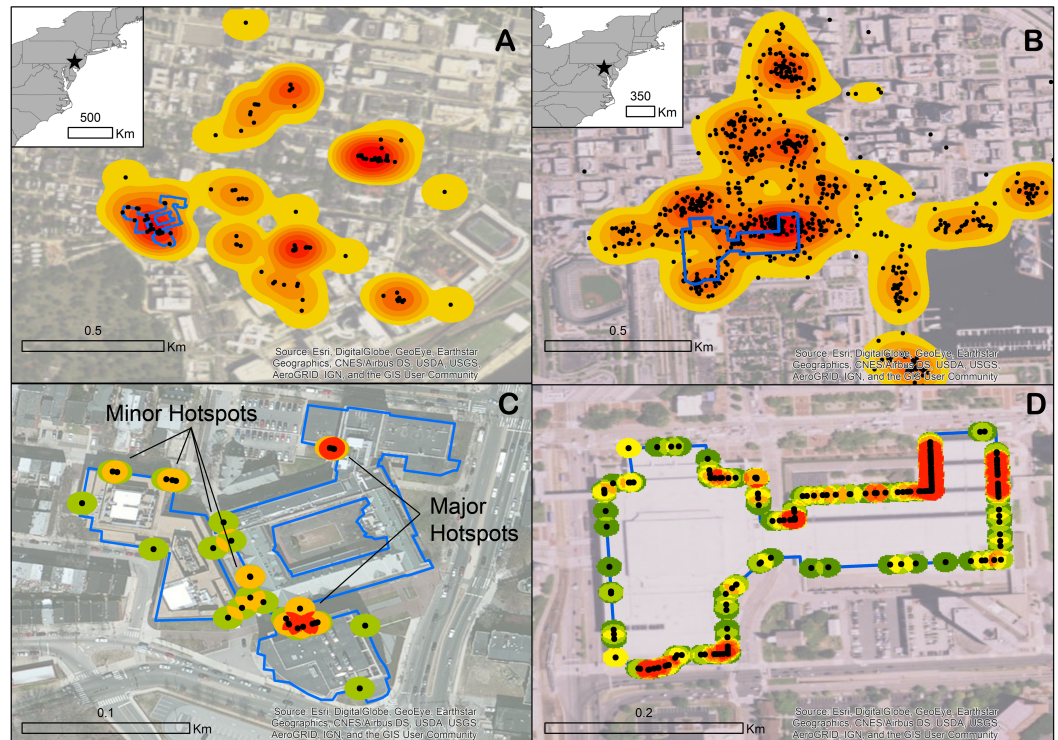 A
500
Km
0.5
Km
Source: Esri, DigitalGlobe, GeoEye, Earthstar
Geographics, CNES/Airbus DS, USDA, USGS,
AeroGRID, IGN, and the GIS User Community
B
350
Km
0.5
Km
Source: Esri, DigitalGlobe, GeoEye, Earthstar
Geographics, CNES/Airbus DS, USDA, USGS,
AeroGRID, IGN, and the GIS User Community
C
Minor Hotspots
Major
Hotspots
0.1
Km
Source: Esri, DigitalGlobe, GeoEye, Earthstar
Geographics, CNES/Airbus DS, USDA, USGS,
AeroGRID, IGN, and the GIS User Community
D
0.2
Km
Source: Esri, DigitalGlobe, GeoEye, Earthstar
Geographics, CNES/Airbus DS, USDA, USGS,
AeroGRID, IGN, and the GIS User Community